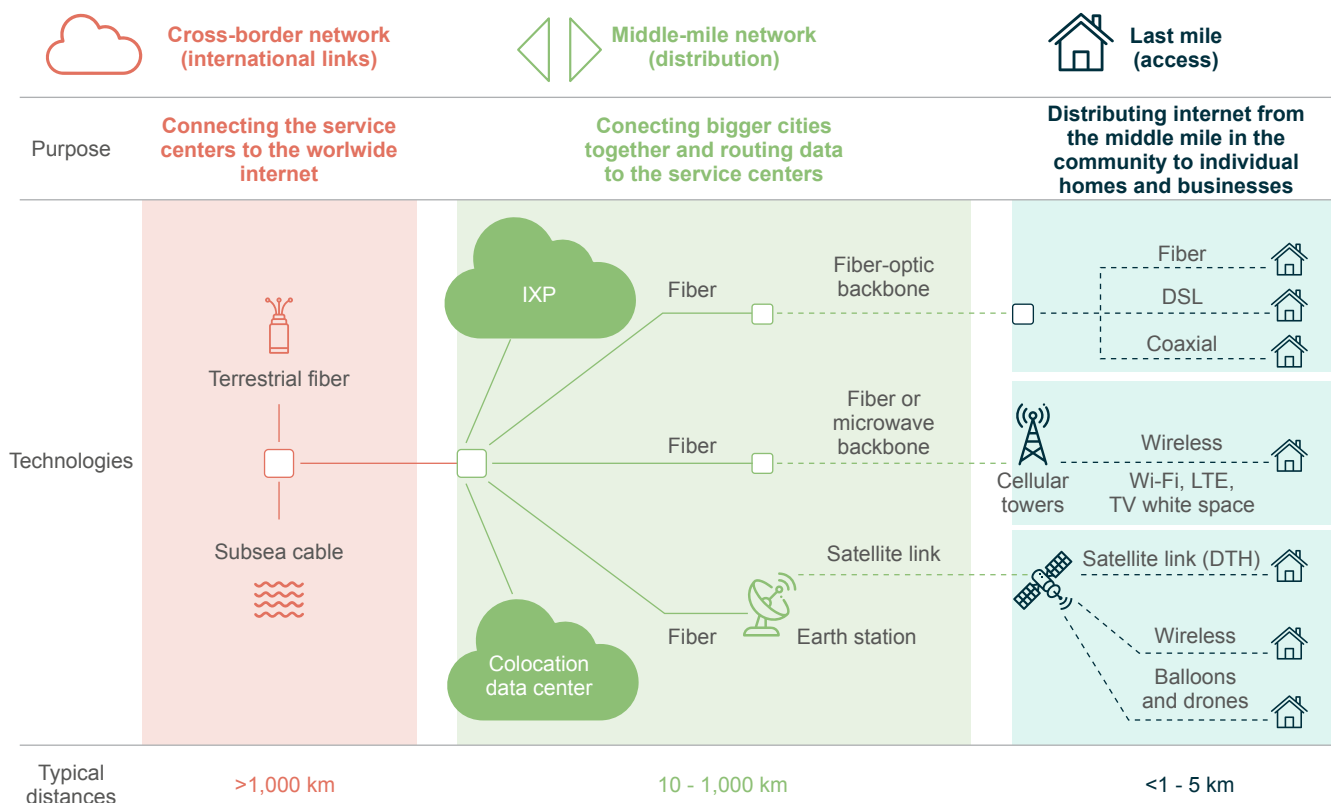 Cross-border network
(international links)
Middle-mile network
(distribution)
Last mile
(access)
Purpose
Connecting the service
centers to the worlwide
internet
Conecting bigger cities
together and routing data
to the service centers
Distributing internet from
the middle mile in the
community to individual
homes and businesses
Technologies
Terrestrial fiber
Subsea cable
IXP
Colocation
data center
Fiber
Fiber-optic
backbone
Fiber
Fiber or
microwave
backbone
Fiber
Earth station
Satellite link
Fiber
DSL
Coaxial
Cellular
towers
Wireless
Wi-Fi, LTE,
TV white space
Satellite link (DTH)
Wireless
Balloons
and drones
Typical
distances
>1,000 km
10 - 1,000 km
<1 - 5 km